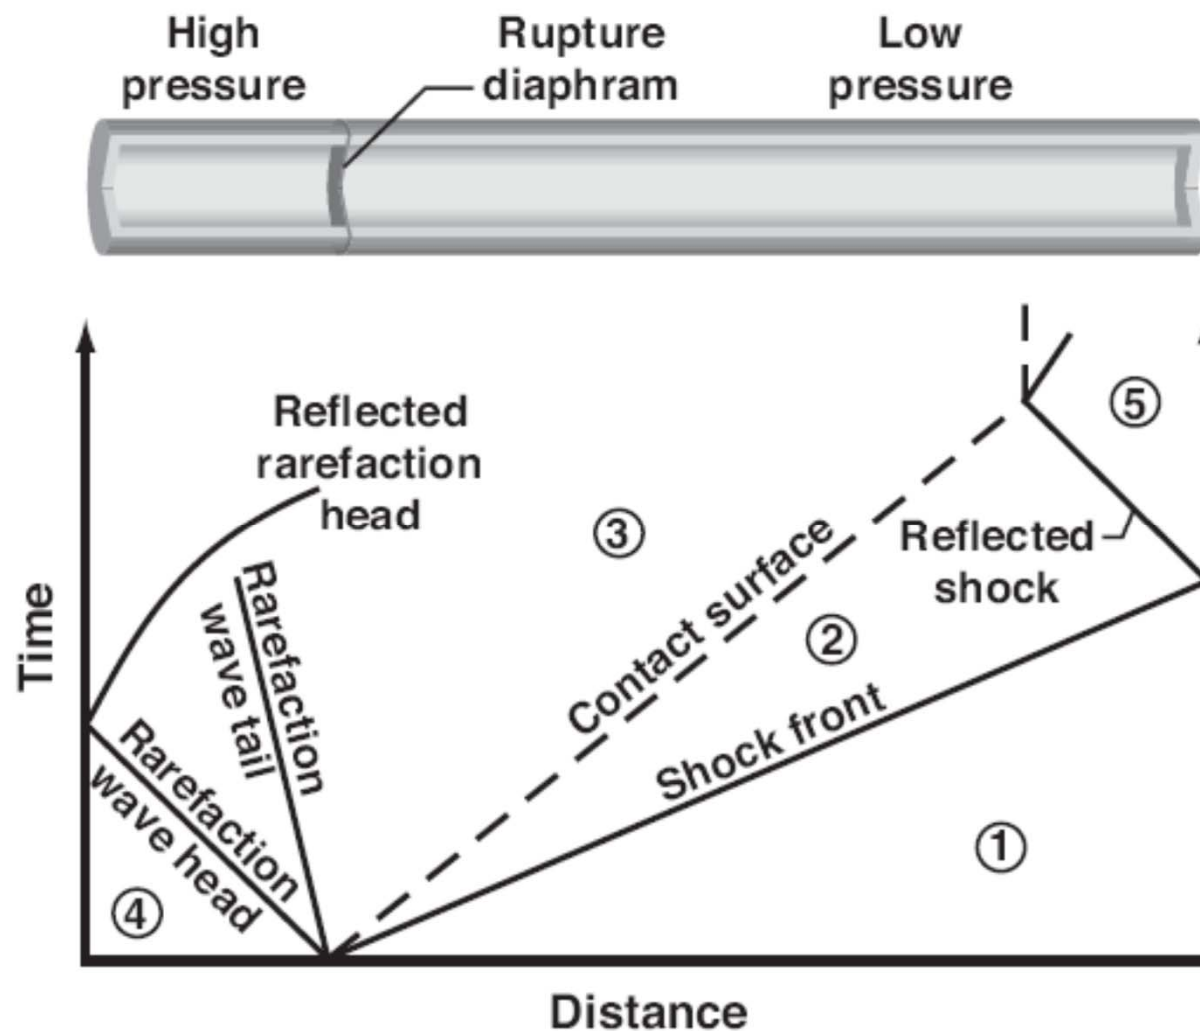 High
pressure
Rupture
diaphram
Low
pressure
Reflected
rarefaction
head
⑤
③
Reflected
shock
Contact surface
②
Rarefaction
wave tail
Time
Shock front
Rarefaction
wave head
①
④
Distance